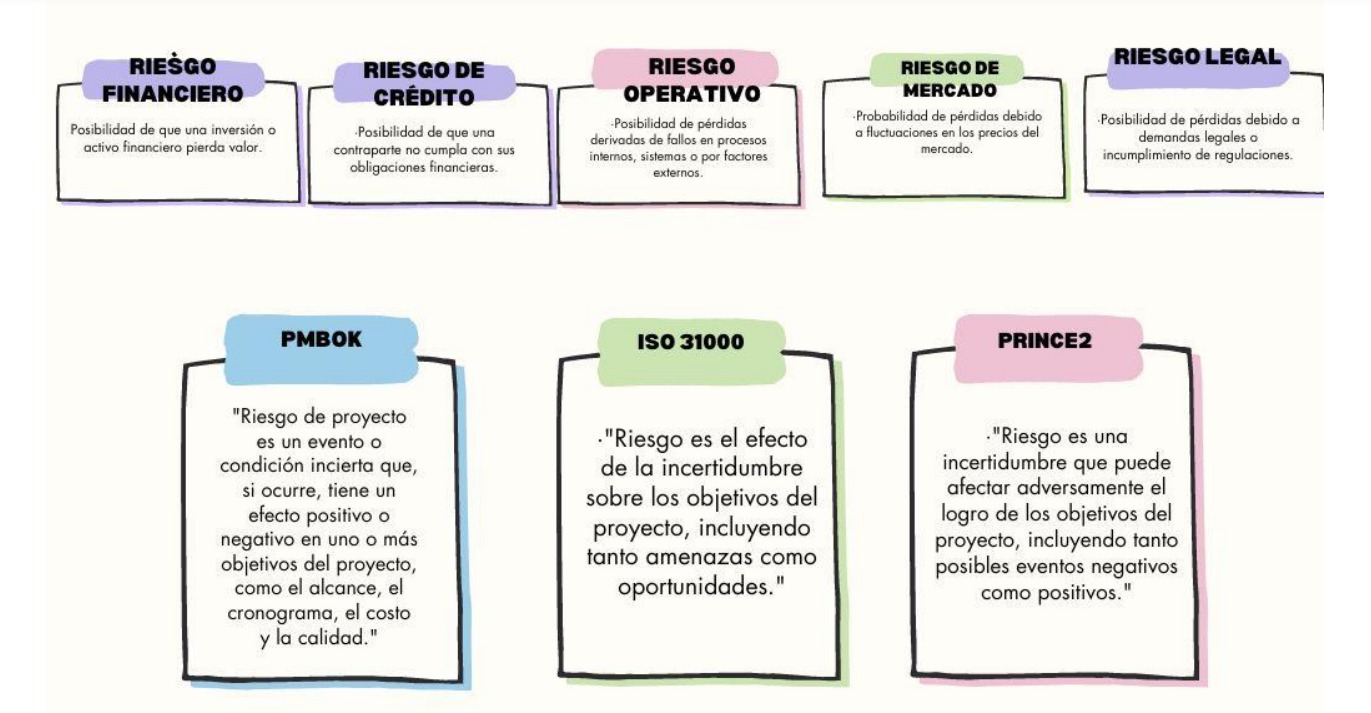 RIESGO
FINANCIERO
Posibilidad de que una inversión o
activo financiero pierda valor.
RIESGO DE
CRÉDITO
·Posibilidad de que una
contraparte no cumpla con sus
obligaciones financieras.
RIESGO
OPERATIVO
·Posibilidad de pérdidas
derivadas de fallos en procesos
internos, sistemas o por factores
externos.
RIESGO DE
MERCADO
·Probabilidad de pérdidas debido
a fluctuaciones en los precios del
mercado.
RIESGO LEGAL
·Posibilidad de pérdidas debido a
demandas legales o
incumplimiento de regulaciones.
PMBOK
"Riesgo de proyecto
es un evento o
condición incierta que,
si ocurre, tiene un
efecto positivo o
negativo en uno o más
objetivos del proyecto,
como el alcance, el
cronograma, el costo
y la calidad."
ISO 31000
·"Riesgo es el efecto
de la incertidumbre
sobre los objetivos del
proyecto, incluyendo
tanto amenazas como
oportunidades."
PRINCE2
·"Riesgo es una
incertidumbre que puede
afectar adversamente el
logro de los objetivos del
proyecto, incluyendo tanto
posibles eventos negativos
como positivos."